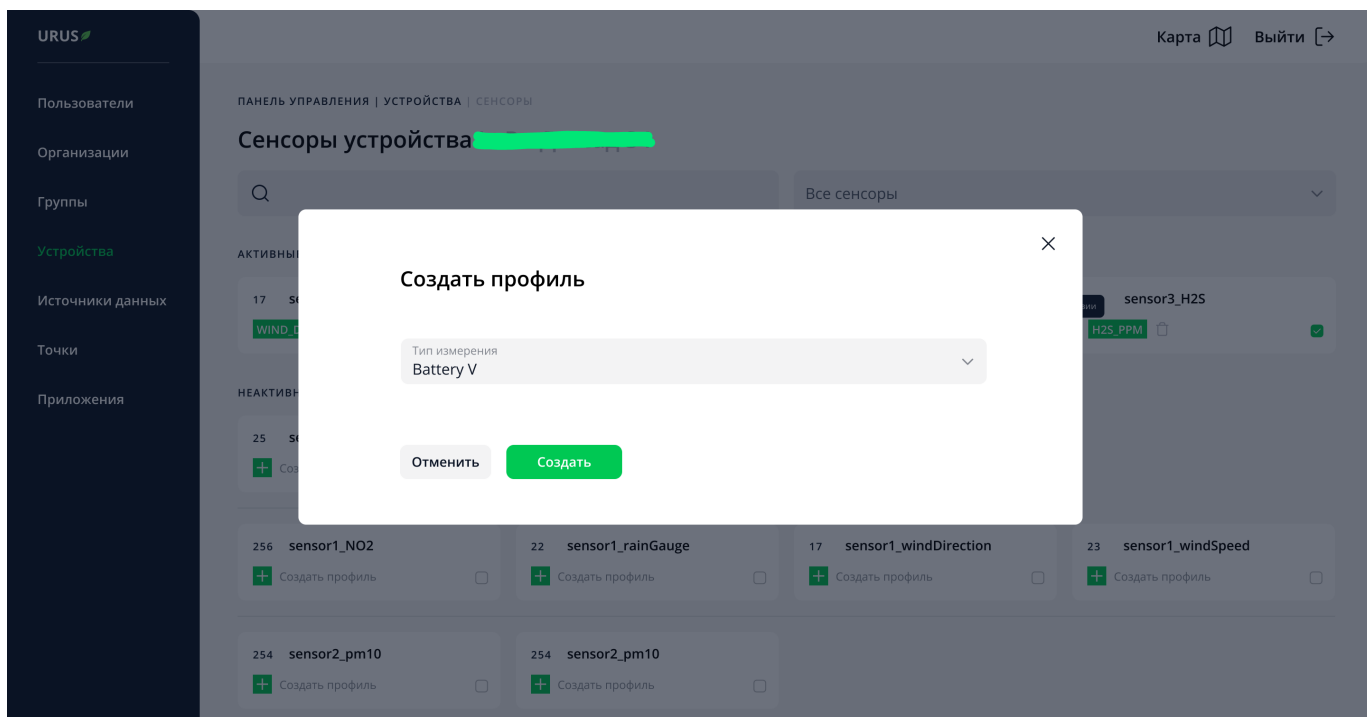 URUS
Карта
Выйти
Пользователи
Организации
Группы
Устройства
Источники данных
Точки
Приложения
ПАНЕЛЬ УПРАВЛЕНИЯ | УСТРОЙСТВА | СЕНСОРЫ
Сенсоры устройства
Все сенсоры
АКТИВНЫ
17 se
WIND_D
sensor3_H2S
H2S_PPM
Создать профиль
Тип измерения
Battery V
Отменить
Создать
НЕАКТИВН
25 se
Соз
256 sensor1_NO2
Создать профиль
22 sensor1_rainGauge
Создать профиль
17 sensor1_windDirection
Создать профиль
23 sensor1_windSpeed
Создать профиль
254 sensor2_pm10
Создать профиль
254 sensor2_pm10
Создать профиль